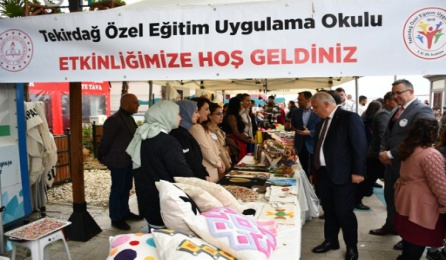 Tekirdağ Özel Eğitim Uygulama Okulu
ETKİNLİĞİMİZE HOŞ GELDİNİZ